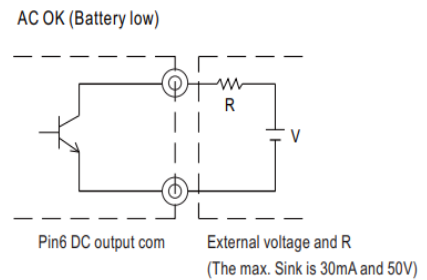 AC OK (Battery low)
R
V
Pin6 DC output com
External voltage and R
(The max. Sink is 30mA and 50V)